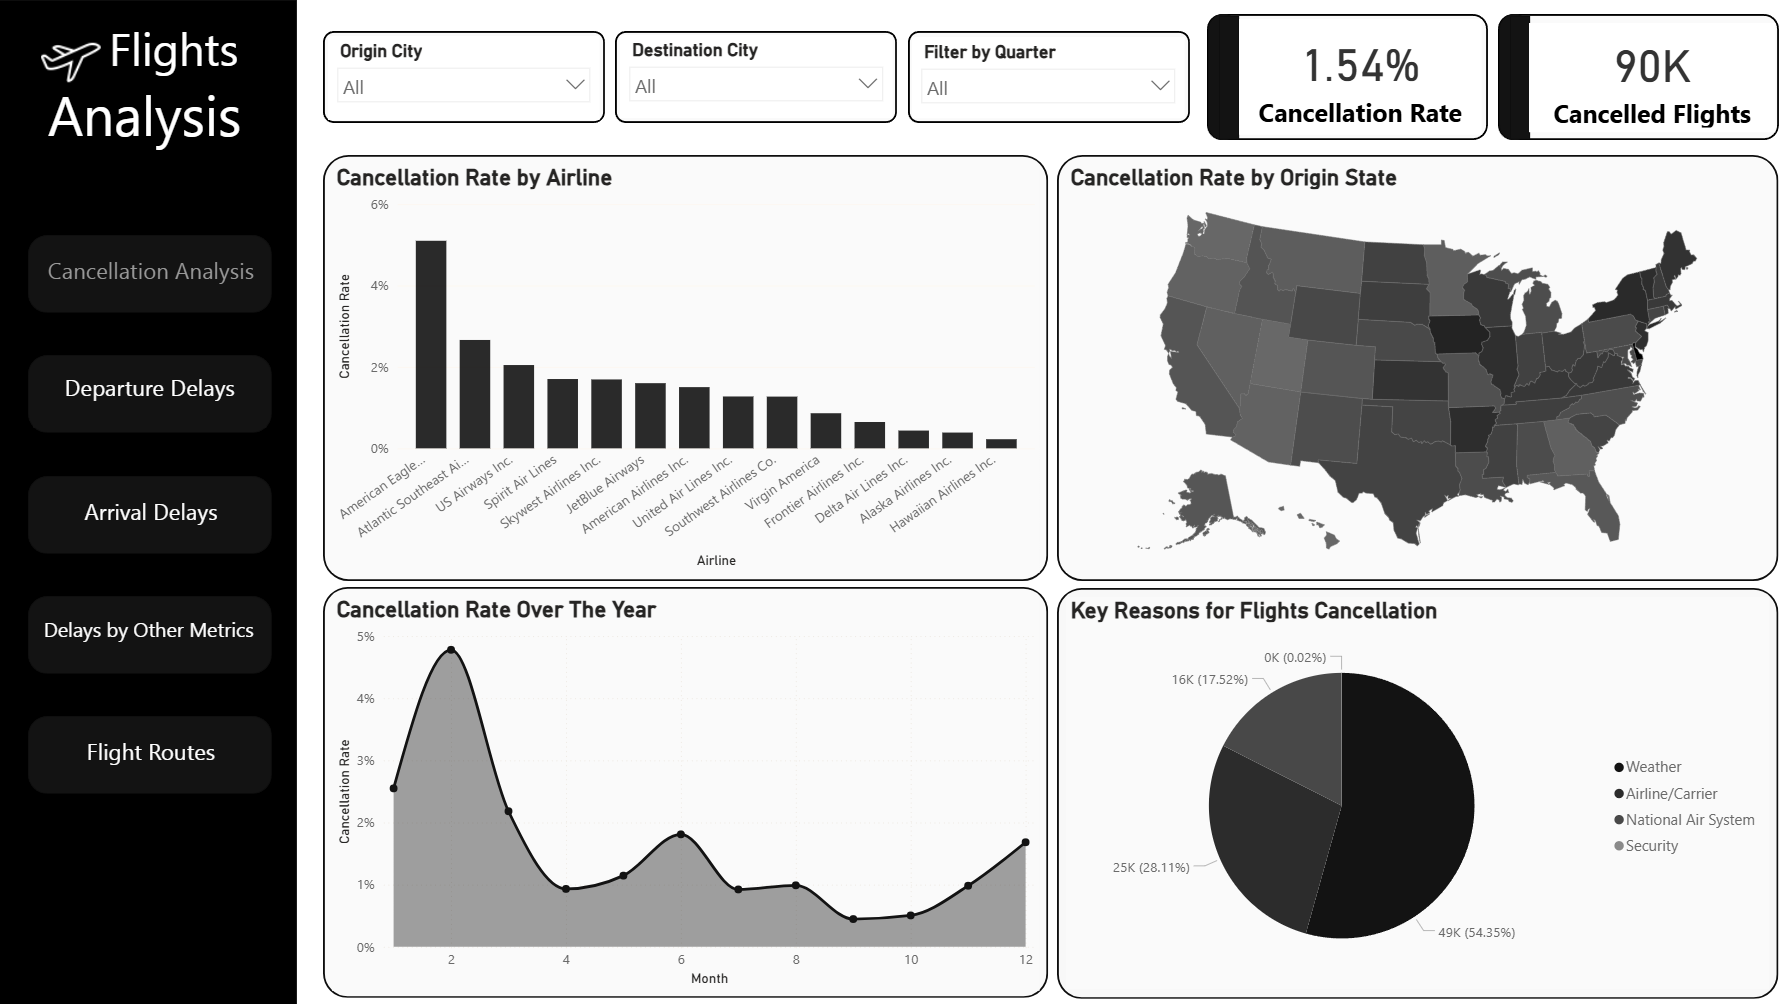 Flights
Analysis
Cancellation Analysis
Departure Delays
Arrival Delays
Delays by Other Metrics
Flight Routes
Origin City
All
Destination City
All
Filter by Quarter
All
1.54%
Cancellation Rate
90K
Cancelled Flights
Cancellation Rate by Airline
6%
4%
2%
0%
Cancellation Rate
American Eagle...
Atlantic Southeast Ai...
US Airways Inc.
Spirit Air Lines
Skywest Airlines Inc.
JetBlue Airways
American Airlines Inc.
United Air Lines Inc.
Southwest Airlines Co.
Virgin America
Frontier Airlines Inc.
Delta Air Lines Inc.
Alaska Airlines Inc.
Hawaiian Airlines Inc.
Airline
Cancellation Rate by Origin State
Cancellation Rate Over The Year
5%
4%
3%
2%
1%
0%
Cancellation Rate
2
4
6
8
10
12
Month
Key Reasons for Flights Cancellation
0K (0.02%)
16K (17.52%)
25K (28.11%)
49K (54.35%)
Weather
Airline/Carrier
National Air System
Security